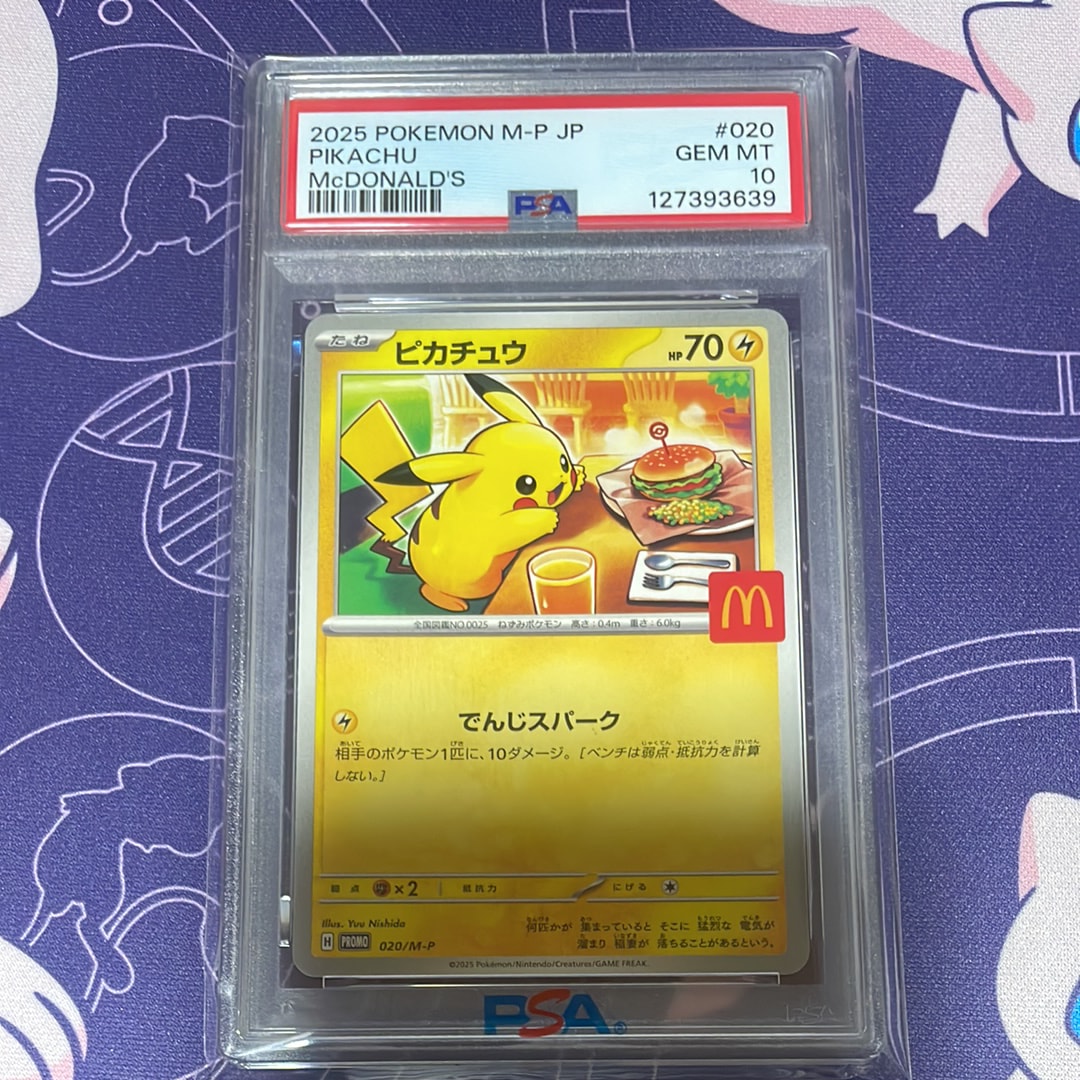 2025 POKEMON M-P JP #020
PIKACHU GEM MT
McDONALD'S 10
127393639
PSA
たね ピカチュウ HP 70
全国図鑑NO.0025 ねずみポケモン 高さ:0.4m 重さ:6.0kg
でんじスパーク
相手のポケモン1匹に、10ダメージ。[ベンチは弱点・抵抗力を計算
しない。]
弱点 ×2 抵抗力 にげる
Illus. Yuu Nishida
何匹かが 集まっていると そこに 猛烈な 電気が
溜まり 稲妻が 落ちることがあるという。
H PROMO 020/M-P
©2025 Pokémon/Nintendo/Creatures/GAME FREAK.
PSA®